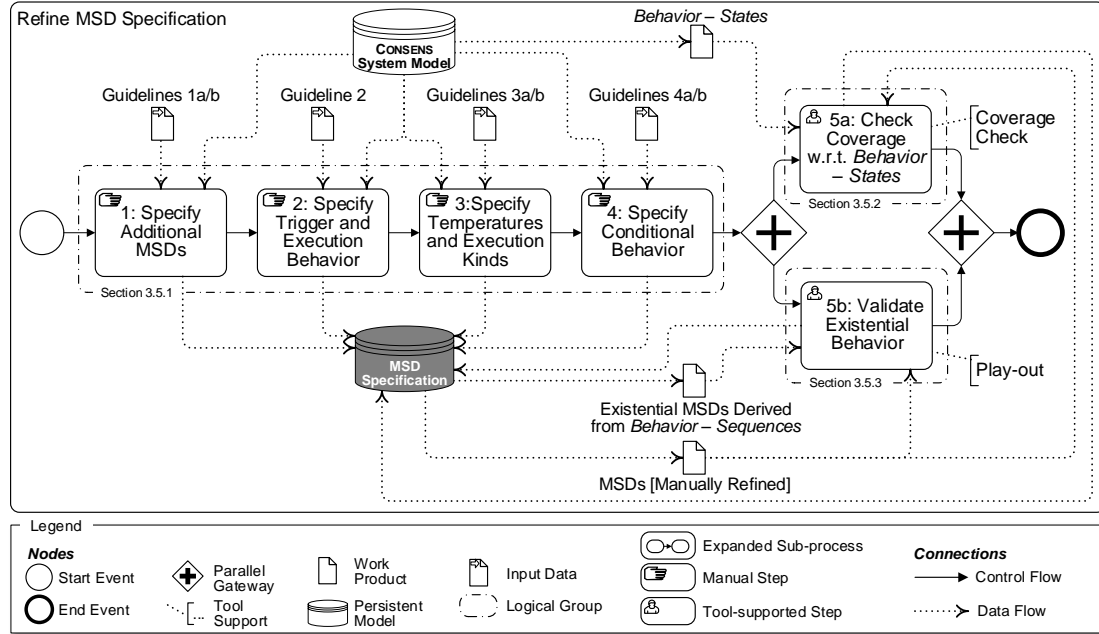 Refine MSD Specification
CONSENS
System Model
Behavior – States
Guidelines 1a/b
Guideline 2
Guidelines 3a/b
Guidelines 4a/b
1: Specify
Additional
MSDs
2: Specify
Trigger and
Execution
Behavior
3:Specify
Temperatures
and Execution
Kinds
4: Specify
Conditional
Behavior
Section 3.5.1
5a: Check
Coverage
w.r.t. Behavior
– States
Section 3.5.2
Coverage
Check
5b: Validate
Existential
Behavior
Section 3.5.3
Play-out
MSD
Specification
Existential MSDs Derived
from Behavior – Sequences
MSDs [Manually Refined]
Legend
Nodes
Start Event
End Event
Parallel
Gateway
Tool
Support
Work
Product
Persistent
Model
Input Data
Logical Group
Expanded Sub-process
Manual Step
Tool-supported Step
Connections
Control Flow
Data Flow